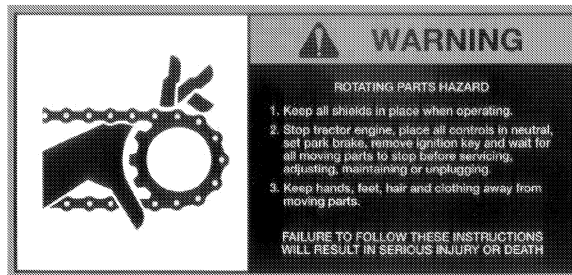 WARNING
ROTATING PARTS HAZARD
1. Keep all shields in place when operating.
2. Stop tractor engine, place all controls in neutral,
set park brake, remove ignition key and wait for
all moving parts to stop before servicing,
adjusting, maintaining or unplugging.
3. Keep hands, feet, hair and clothing away from
moving parts.
FAILURE TO FOLLOW THESE INSTRUCTIONS
WILL RESULT IN SERIOUS INJURY OR DEATH